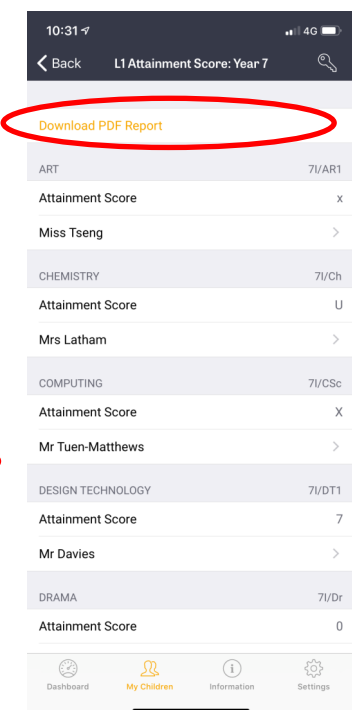 10:31 4G
Back L1 Attainment Score: Year 7
Download PDF Report
ART 7I/AR1
Attainment Score x
Miss Tseng
CHEMISTRY 7I/Ch
Attainment Score U
Mrs Latham
COMPUTING 7I/CSc
Attainment Score X
Mr Tuen-Matthews
DESIGN TECHNOLOGY 7I/DT1
Attainment Score 7
Mr Davies
DRAMA 7I/Dr
Attainment Score 0
Dashboard My Children Information Settings